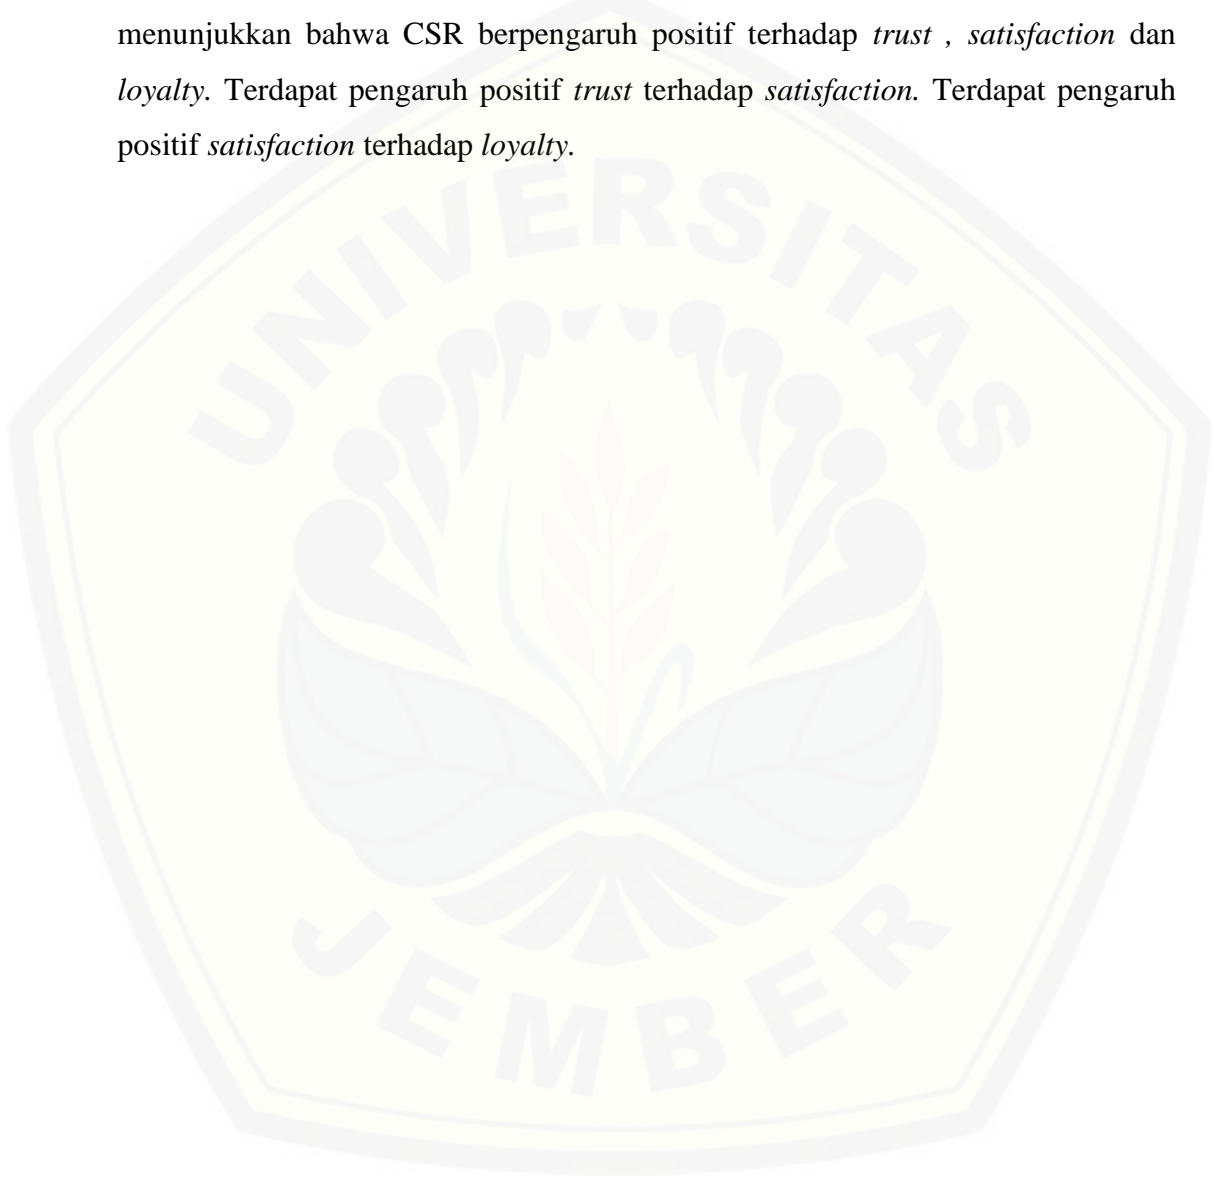 menunjukkan bahwa CSR berpengaruh positif terhadap trust , satisfaction dan
loyalty. Terdapat pengaruh positif trust terhadap satisfaction. Terdapat pengaruh
positif satisfaction terhadap loyalty.
UNIVERSITAS
JEMBER